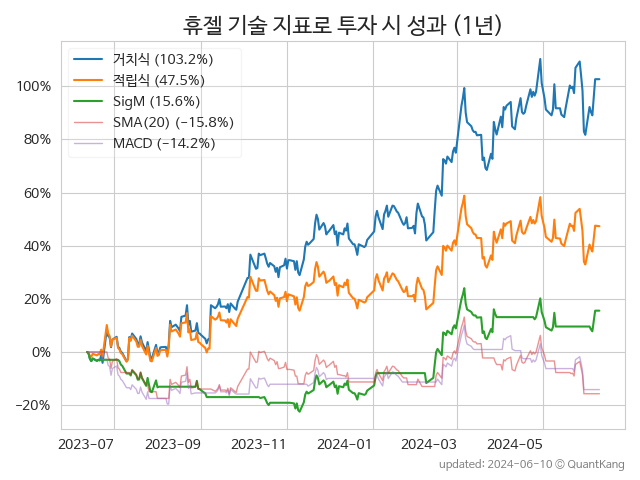 휴젤 기술 지표로 투자 시 성과 (1년)
거치식 (103.2%)
적립식 (47.5%)
SigM (15.6%)
SMA(20) (−15.8%)
MACD (−14.2%)
100%
80%
60%
40%
20%
0%
−20%
2023-07 2023-09 2023-11 2024-01 2024-03 2024-05
updated: 2024-06-10 © QuantKang